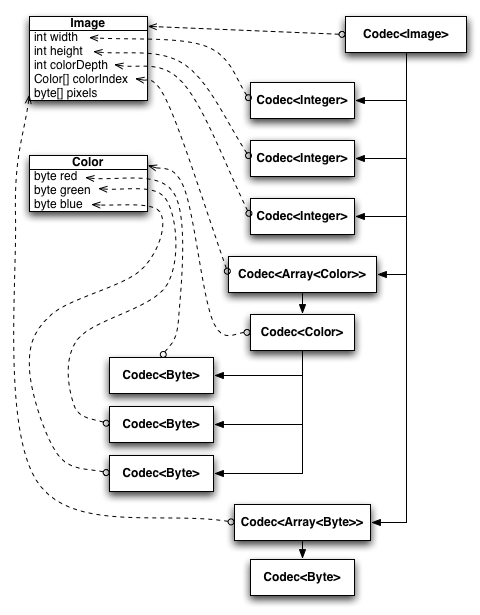 Image
int width
int height
int colorDepth
Color[] colorIndex
byte[] pixels
Codec<Image>
Codec<Integer>
Codec<Integer>
Codec<Integer>
Color
byte red
byte green
byte blue
Codec<Array<Color>>
Codec<Color>
Codec<Byte>
Codec<Byte>
Codec<Byte>
Codec<Array<Byte>>
Codec<Byte>